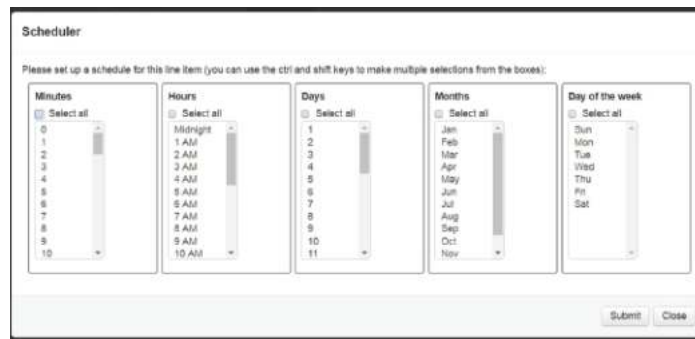 Scheduler
Please set up a schedule for this line item (you can use the ctrl and shift keys to make multiple selections from the boxes):
Minutes
Select all
0
1
2
3
4
5
6
7
8
9
10
Hours
Select all
Midnight
1 AM
2 AM
3 AM
4 AM
5 AM
6 AM
7 AM
8 AM
9 AM
10 AM
Days
Select all
1
2
3
4
5
6
7
8
9
10
11
Months
Select all
Jan
Feb
Mar
Apr
May
Jun
Jul
Aug
Sep
Oct
Nov
Day of the week
Select all
Sun
Mon
Tue
Wed
Thu
Fri
Sat
Submit
Close